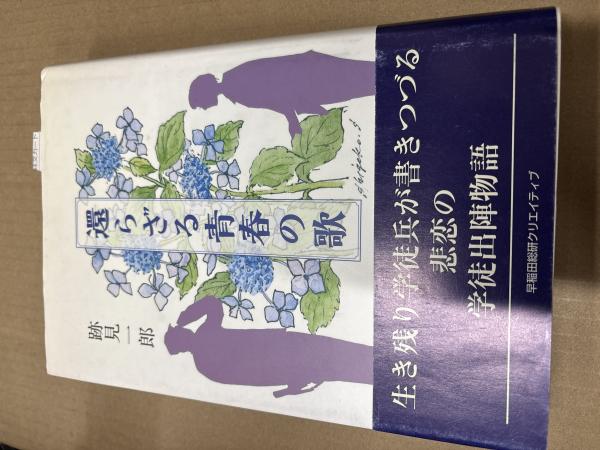 還らざる青春の歌
跡見一郎
shigeko.s
生き残り学徒兵が書きつづる
悲恋の
学徒出陣物語
早稲田総研クリエイティブ